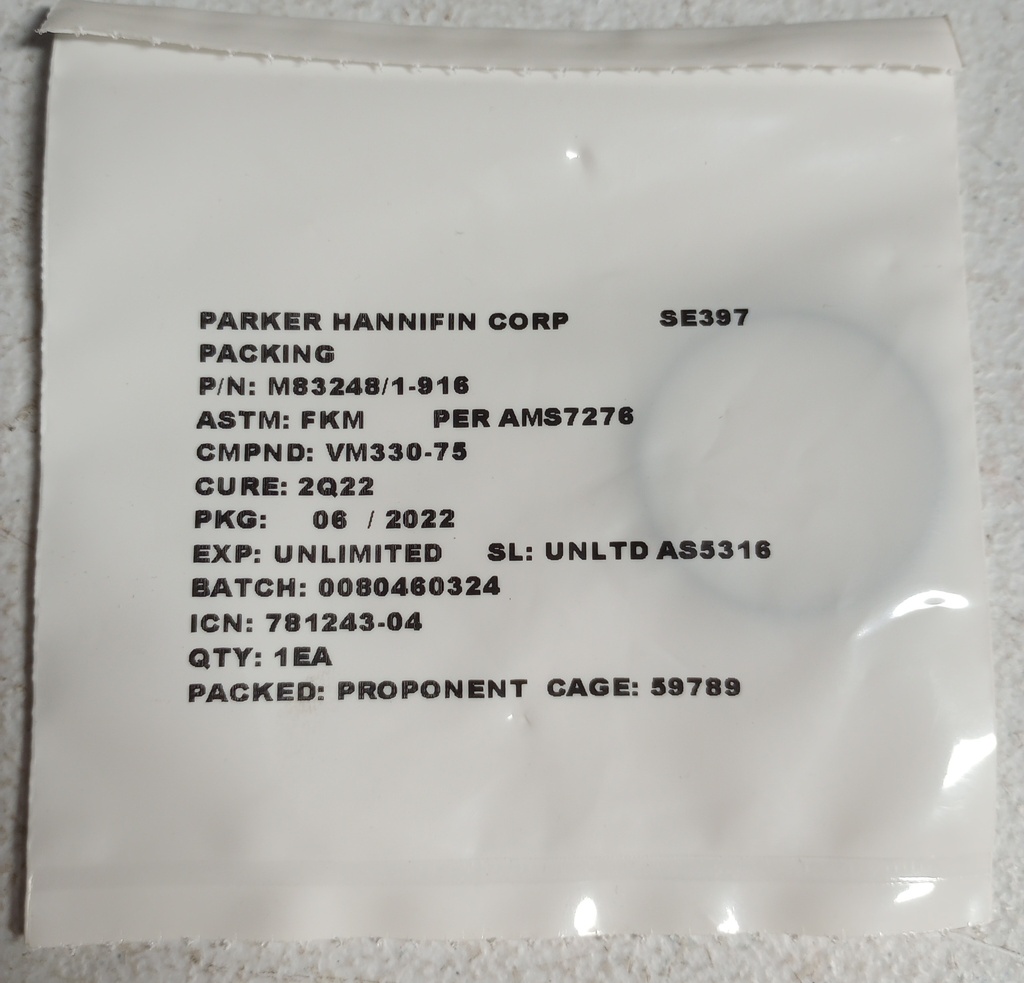 PARKER HANNIFIN CORP SE397
PACKING
P/N: M83248/1-916
ASTM: FKM PER AMS7276
CMPND: VM330-75
CURE: 2Q22
PKG: 06 / 2022
EXP: UNLIMITED SL: UNLTD AS5316
BATCH: 0080460324
ICN: 781243-04
QTY: 1EA
PACKED: PROPONENT CAGE: 59789